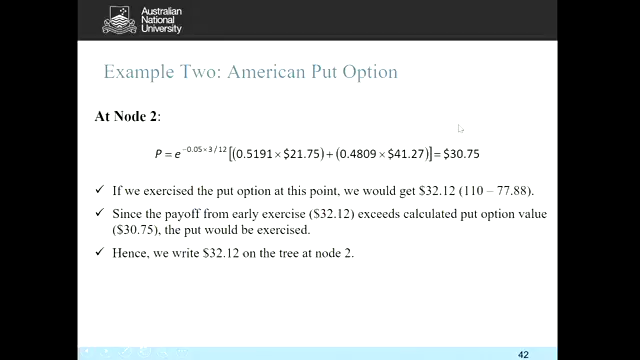 Australian
National
University
Example Two: American Put Option
At Node 2:
P = e^{−0.05×3/12} [(0.5191 × $21.75) + (0.4809 × $41.27)] = $30.75
✓ If we exercised the put option at this point, we would get $32.12 (110 – 77.88).
✓ Since the payoff from early exercise ($32.12) exceeds calculated put option value
($30.75), the put would be exercised.
✓ Hence, we write $32.12 on the tree at node 2.
42